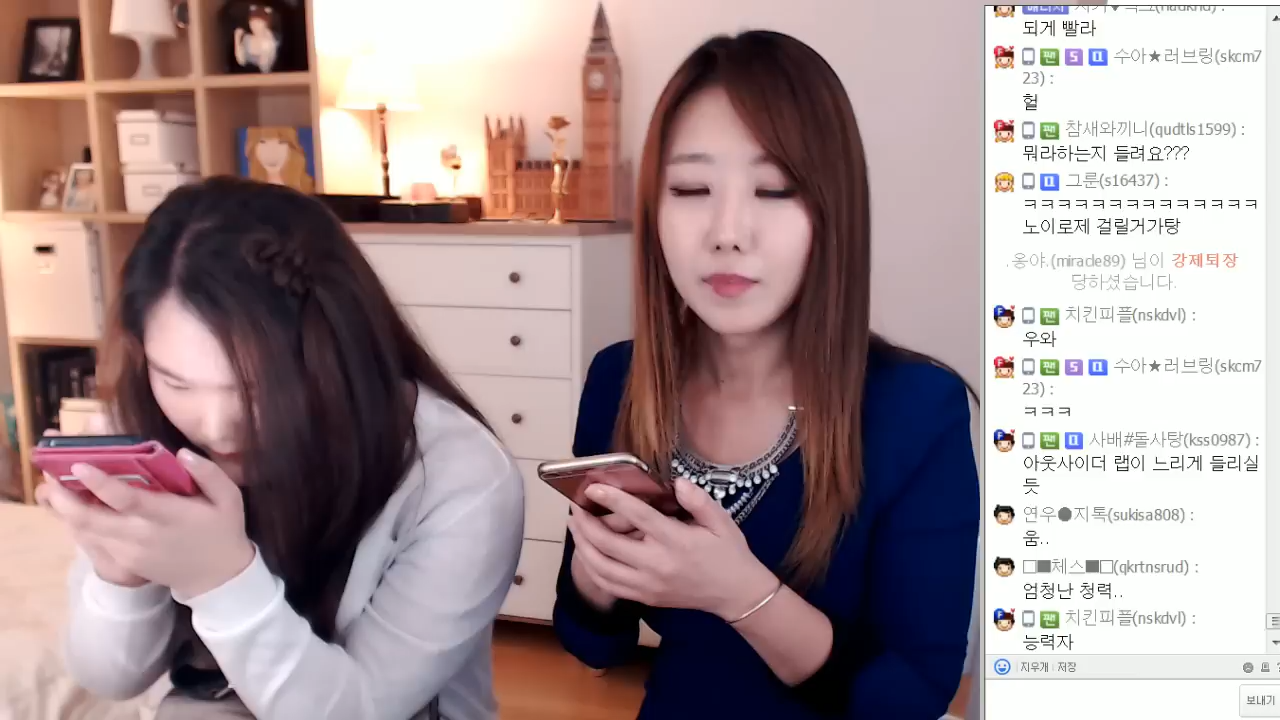 되게 빨라
수아★러브링(skcm7
23) :
헐
참새와끼니(qudtls1599) :
뭐라하는지 들려요???
그룬(s16437) :
ㅋㅋㅋㅋㅋㅋㅋㅋㅋㅋㅋㅋㅋㅋ
노이로제 걸릴거가탕
.옹야.(miracle89) 님이 강제퇴장
당하셨습니다.
치킨피플(nskdvl) :
우와
수아★러브링(skcm7
23) :
ㅋㅋㅋ
사배#돌사탕(kss0987) :
아웃사이더 랩이 느리게 들리실
듯
연우●지톡(sukisa808) :
움..
□■체스■□(qkrtnsrud) :
엄청난 청력..
치킨피플(nskdvl) :
능력자
지우개 저장
보내기